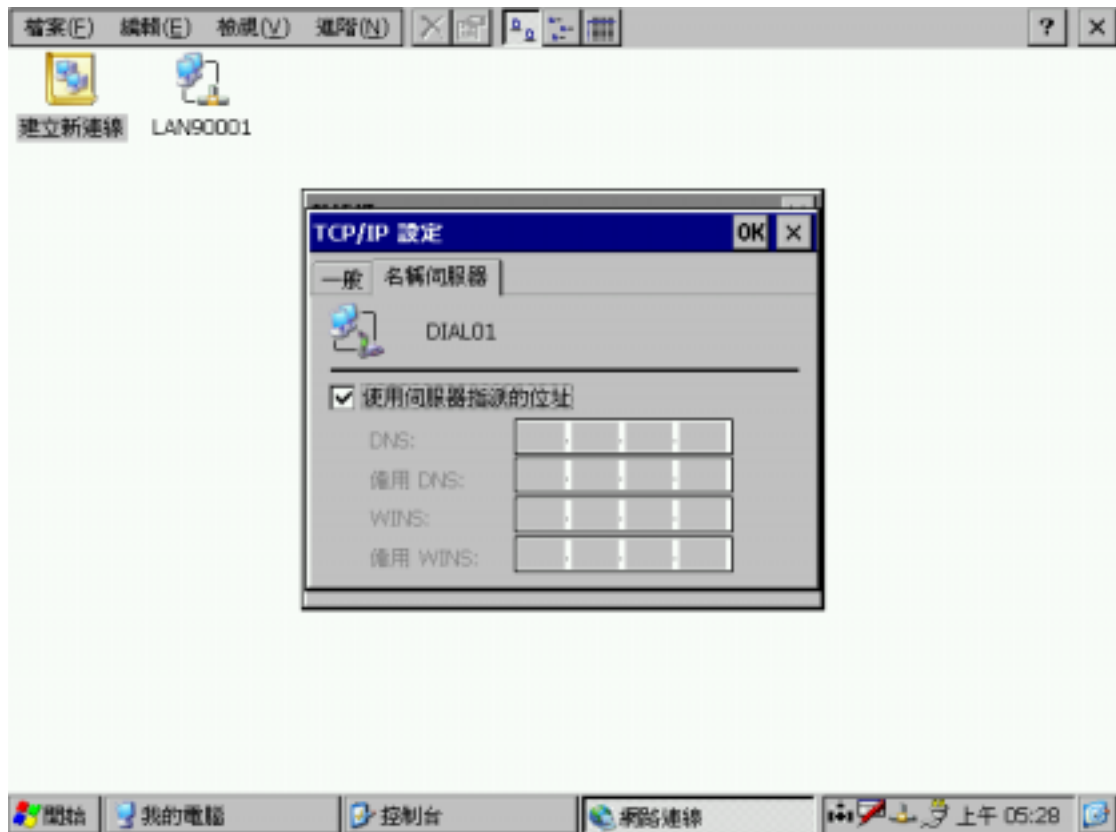 檔案(F) 編輯(E) 檢視(V) 進階(N) ? ×
建立新連線 LAN90001
TCP/IP 設定 OK ×
一般 名稱伺服器
DIAL01
使用伺服器指派的位址
DNS:
備用 DNS:
WINS:
備用 WINS:
開始 我的電腦 控制台 網路連線 上午 05:28